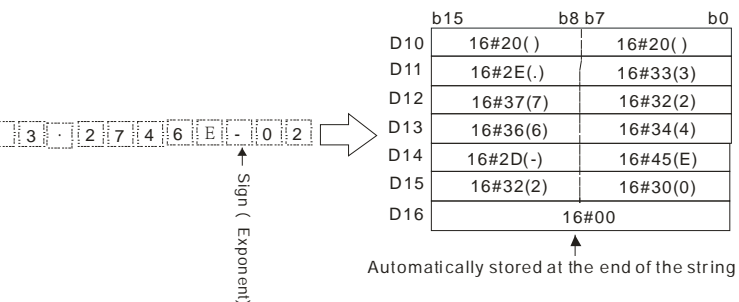 b15 b8 b7 b0
D10 16#20( ) 16#20( )
D11 16#2E(.) 16#33(3)
D12 16#37(7) 16#32(2)
D13 16#36(6) 16#34(4)
D14 16#2D(-) 16#45(E)
D15 16#32(2) 16#30(0)
D16 16#00
3 . 2 7 4 6 E - 0 2
Sign ( Exponent)
Automatically stored at the end of the string